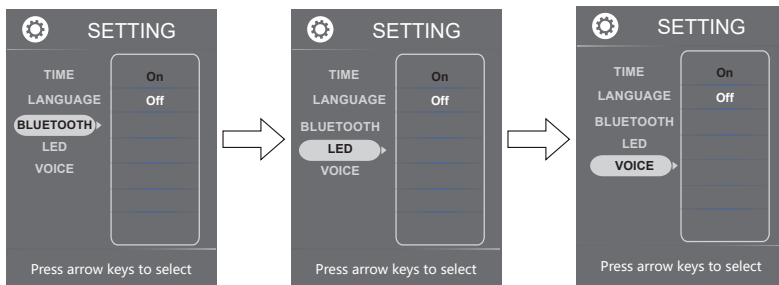 SETTING
TIME On
LANGUAGE Off
BLUETOOTH
LED
VOICE
Press arrow keys to select
SETTING
TIME On
LANGUAGE Off
BLUETOOTH
LED
VOICE
Press arrow keys to select
SETTING
TIME On
LANGUAGE Off
BLUETOOTH
LED
VOICE
Press arrow keys to select